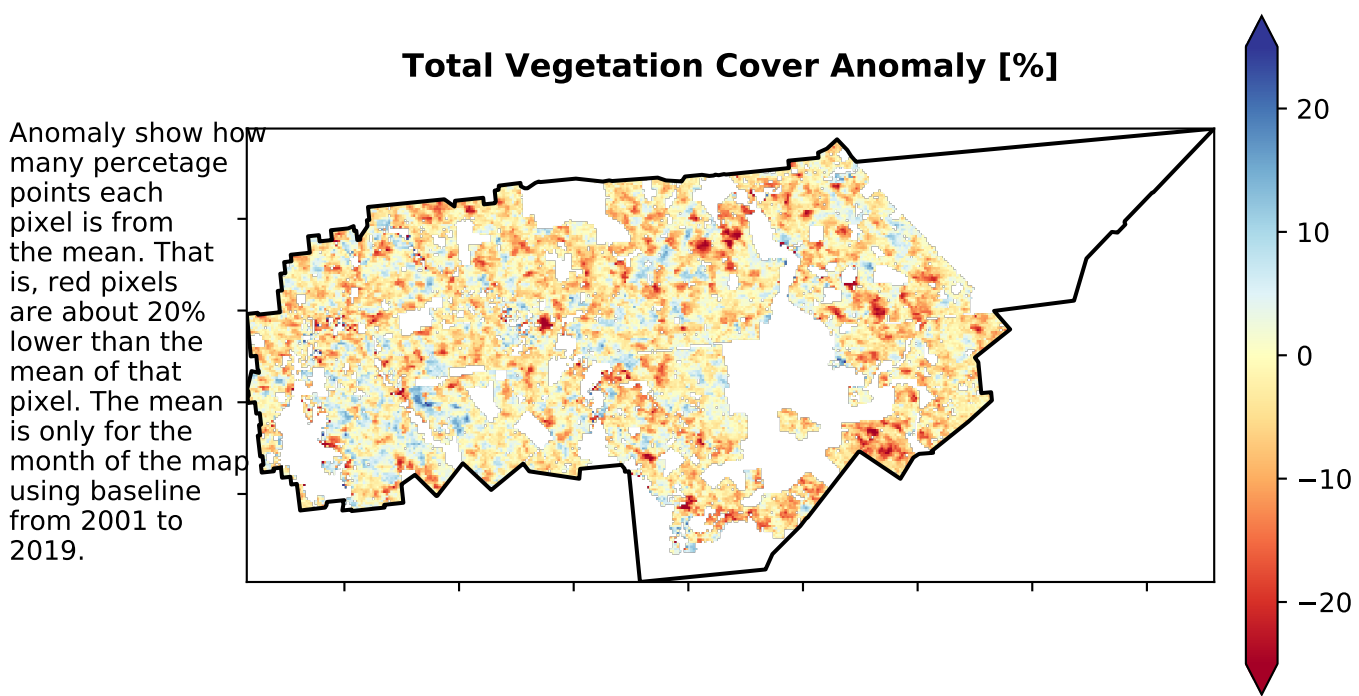 Total Vegetation Cover Anomaly [%]
Anomaly show how
many percetage
points each
pixel is from
the mean. That
is, red pixels
are about 20%
lower than the
mean of that
pixel. The mean
is only for the
month of the map
using baseline
from 2001 to
2019.
20
10
0
−10
−20